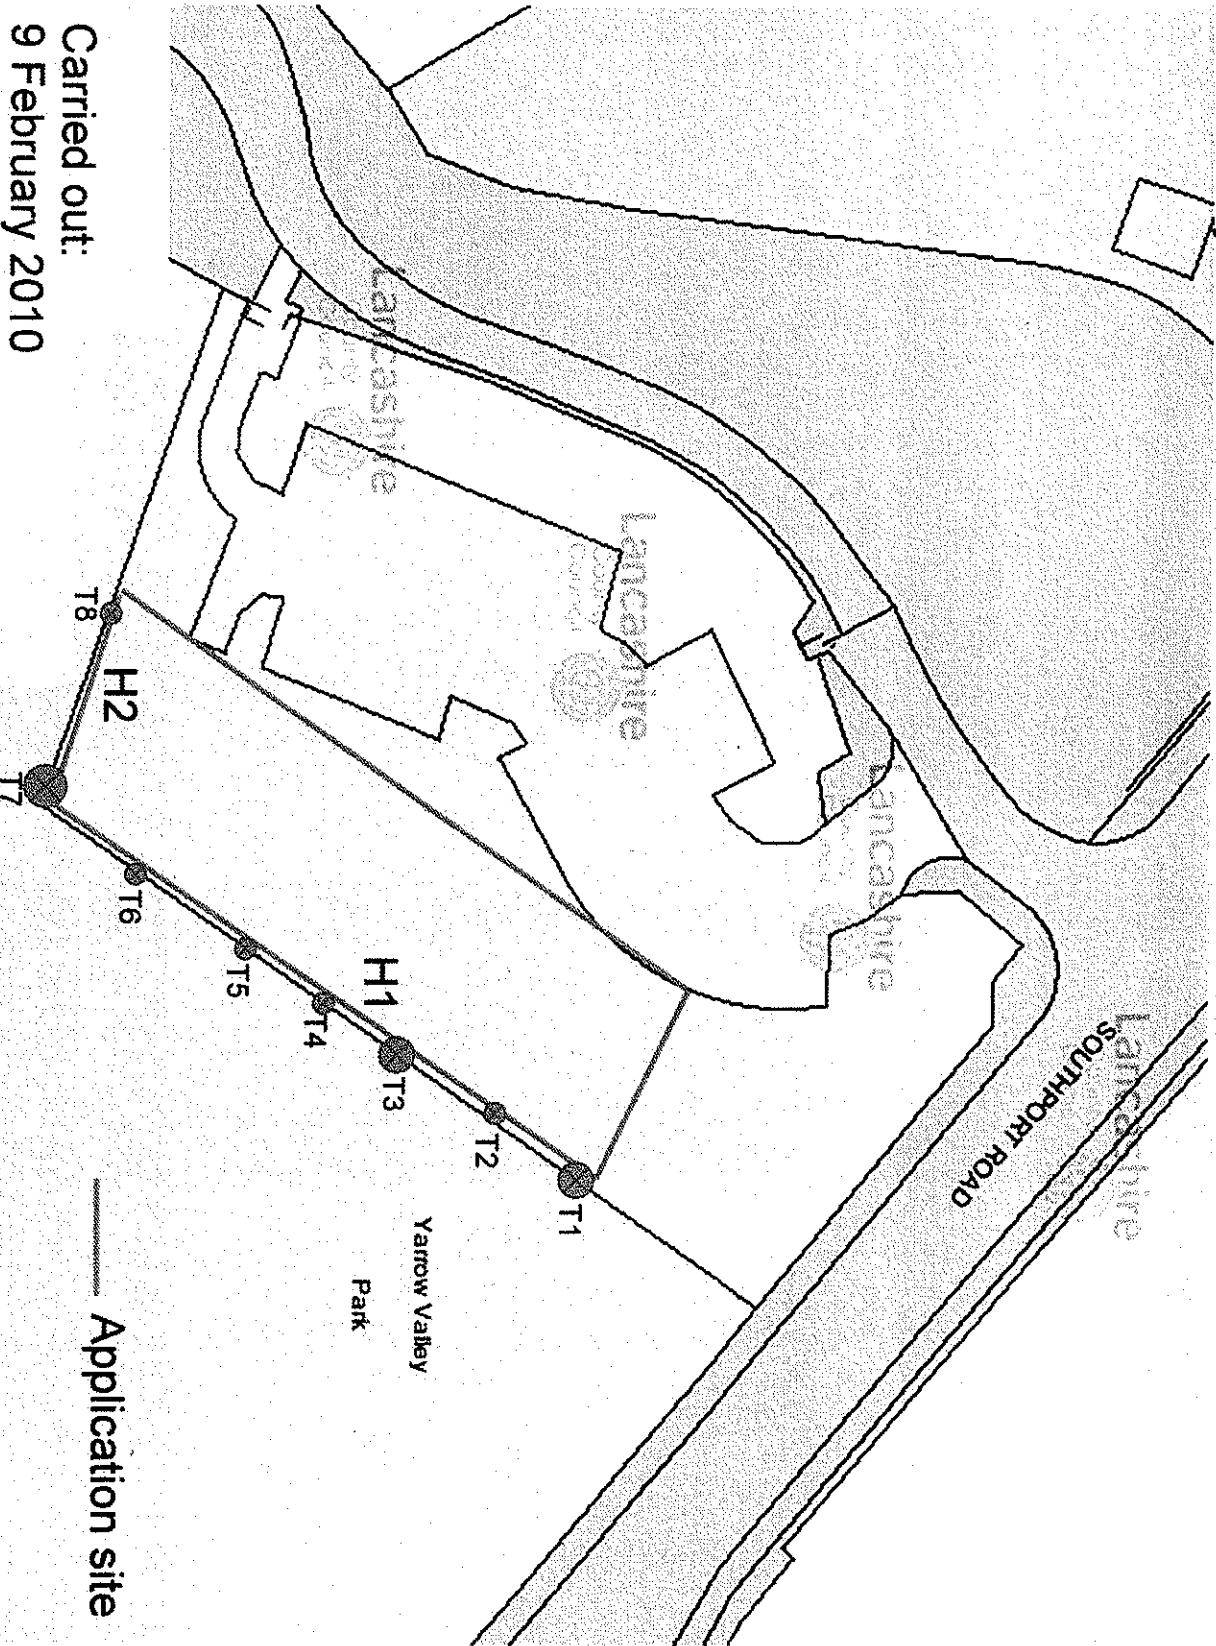 Lancashire
Lancashire
Lancashire
Lancashire
SOUTHPORT ROAD
T1
T2
T3
H1
T4
T5
T6
T7
H2
T8
Yarrow Valley
Park
Application site
Carried out:
9 February 2010